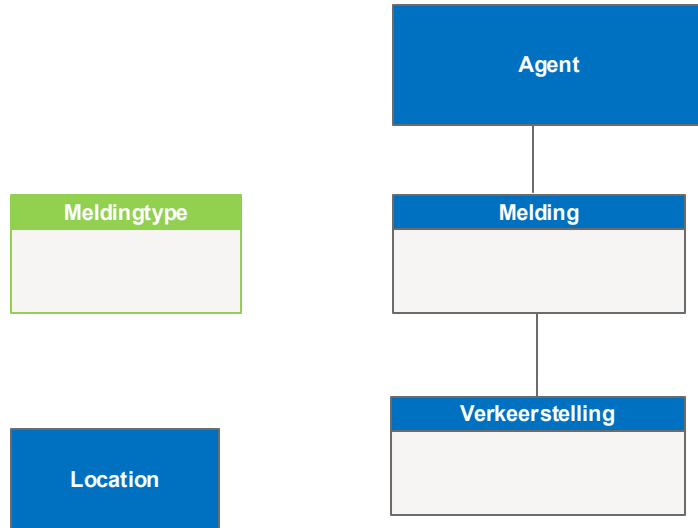 Agent
Meldingtype
Melding
Verkeerstelling
Location